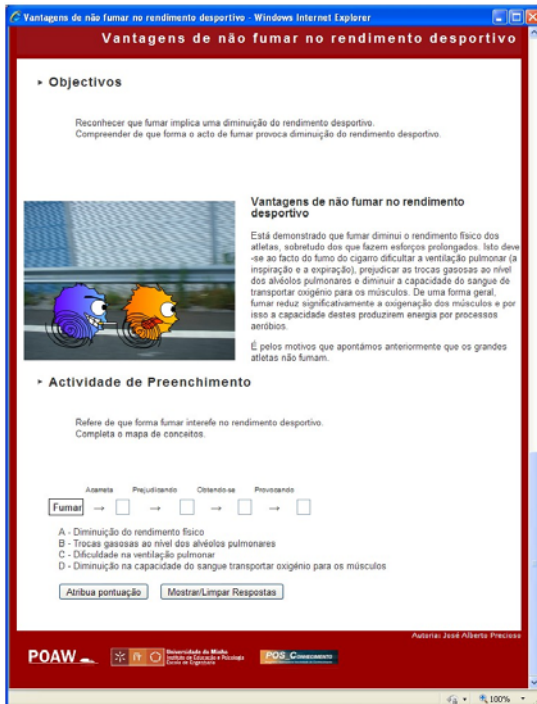 Vantagens de não fumar no rendimento desportivo - Windows Internet Explorer
Vantagens de não fumar no rendimento desportivo
Objectivos
Reconhecer que fumar implica uma diminuição do rendimento desportivo.
Compreender de que forma o acto de fumar provoca diminuição do rendimento desportivo.
Vantagens de não fumar no rendimento
desportivo
Está demonstrado que fumar diminui o rendimento físico dos
atletas, sobretudo dos que fazem esforços prolongados. Isto deve
-se ao facto do fumo do cigarro dificultar a ventilação pulmonar (a
inspiração e a expiração), prejudicar as trocas gasosas ao nível
dos alvéolos pulmonares e diminuir a capacidade do sangue de
transportar oxigénio para os músculos. De uma forma geral,
fumar reduz significativamente a oxigenação dos músculos e por
isso a capacidade destes produzirem energia por processos
aeróbios.
É pelos motivos que apontámos anteriormente que os grandes
atletas não fumam.
Actividade de Preenchimento
Refere de que forma fumar interefe no rendimento desportivo.
Completa o mapa de conceitos.
Acarreta Prejudicando Obtendo-se Provocando
Fumar → → → →
A - Diminuição do rendimento físico
B - Trocas gasosas ao nível dos alvéolos pulmonares
C - Dificuldade na ventilação pulmonar
D - Diminuição na capacidade do sangue transportar oxigénio para os músculos
Atribua pontuação Mostrar/Limpar Respostas
Autoria: José Alberto Precioso
POAW
Universidade do Minho
Instituto de Educação e Psicologia
Escola de Engenharia
POS_Conhecimento
100%